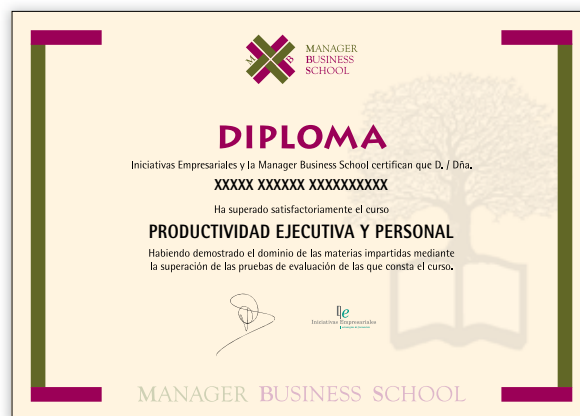 M B
MANAGER
BUSINESS
SCHOOL
DIPLOMA
Iniciativas Empresariales y la Manager Business School certifican que D. / Dña.
XXXXX XXXXXX XXXXXXXXXX
Ha superado satisfactoriamente el curso
PRODUCTIVIDAD EJECUTIVA Y PERSONAL
Habiendo demostrado el dominio de las materias impartidas mediante
la superación de las pruebas de evaluación de las que consta el curso.
Iniciativas Empresariales
MANAGER BUSINESS SCHOOL